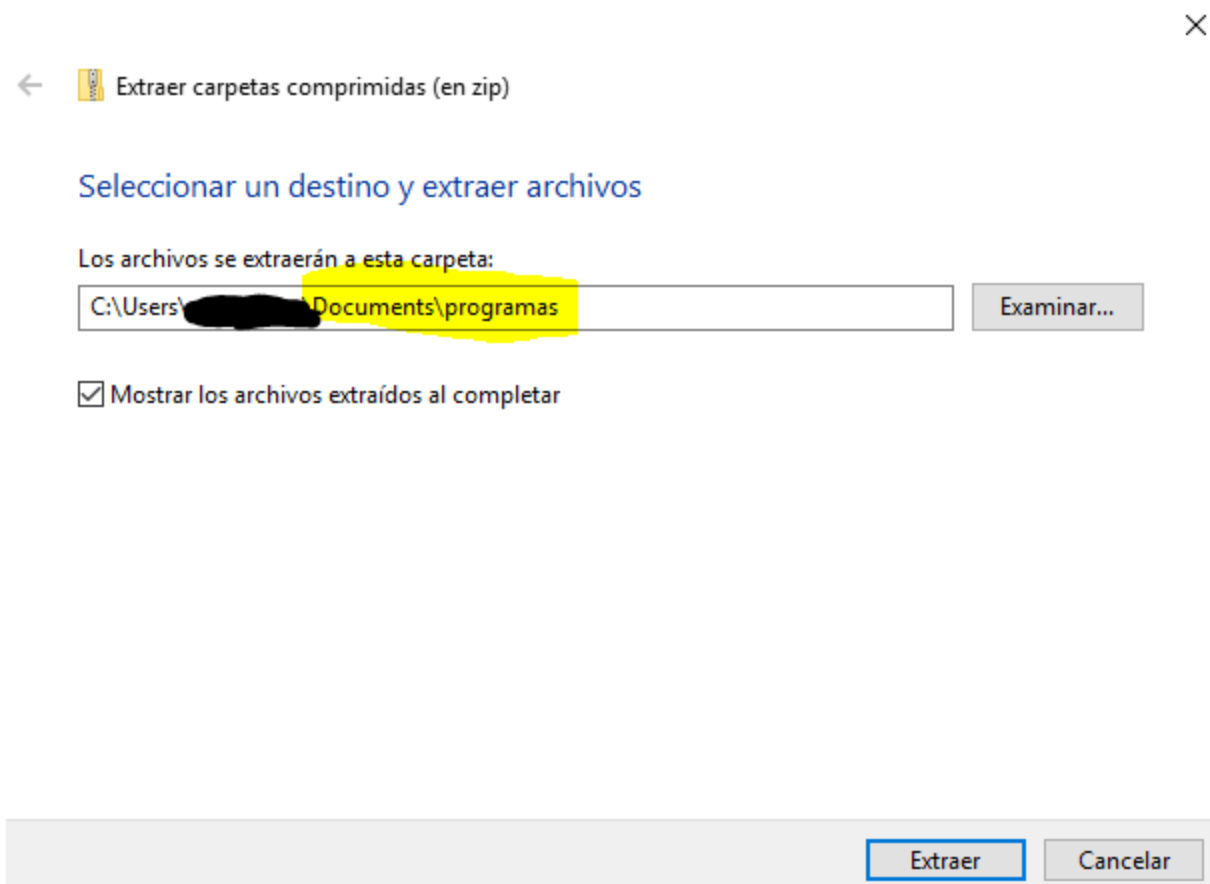 Extraer carpetas comprimidas (en zip)
Seleccionar un destino y extraer archivos
Los archivos se extraerán a esta carpeta:
C:\Users\ \Documents\programas
Examinar...
Mostrar los archivos extraídos al completar
Extraer
Cancelar